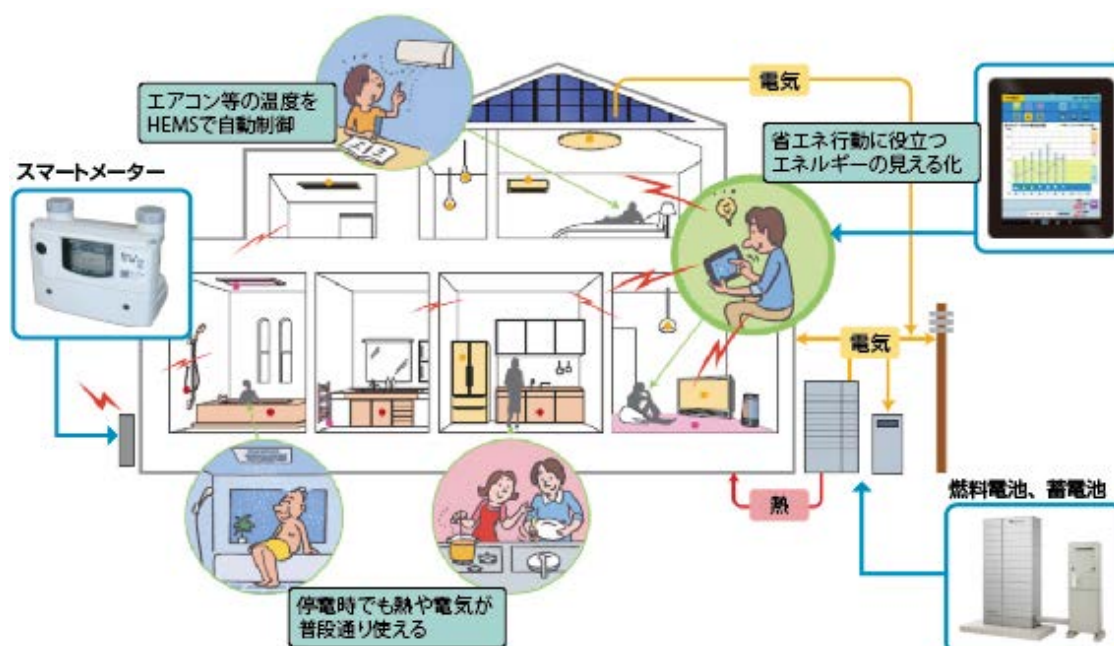 エアコン等の温度を
HEMSで自動制御
電気
省エネ行動に役立つ
エネルギーの見える化
スマートメーター
電気
熱
燃料電池、蓄電池
停電時でも熱や電気が
普段通り使える